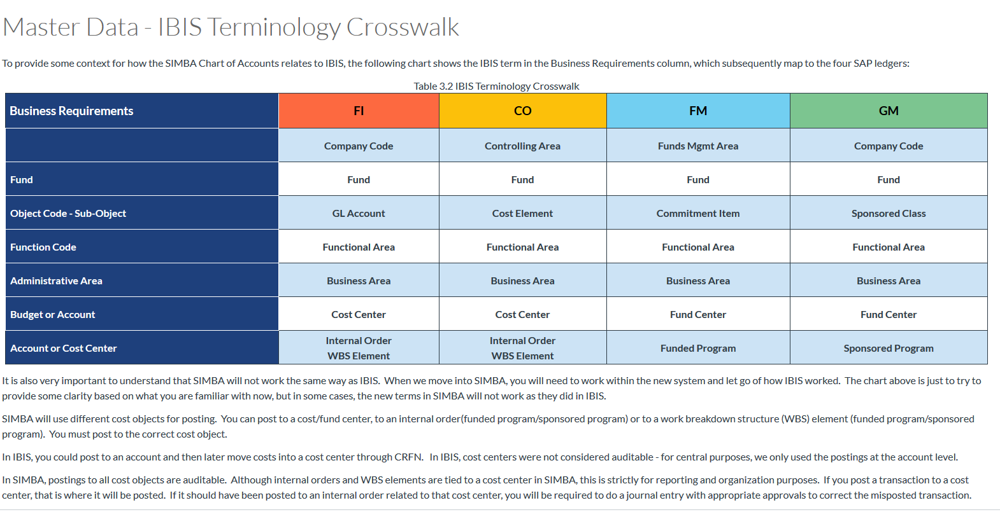 Master Data - IBIS Terminology Crosswalk
To provide some context for how the SIMBA Chart of Accounts relates to IBIS, the following chart shows the IBIS term in the Business Requirements column, which subsequently map to the four SAP ledgers:
Table 3.2 IBIS Terminology Crosswalk
Business Requirements FI CO FM GM
Company Code Controlling Area Funds Mgmt Area Company Code
Fund Fund Fund Fund Fund
Object Code - Sub-Object GL Account Cost Element Commitment Item Sponsored Class
Function Code Functional Area Functional Area Functional Area Functional Area
Administrative Area Business Area Business Area Business Area Business Area
Budget or Account Cost Center Cost Center Fund Center Fund Center
Account or Cost Center Internal Order Internal Order Funded Program Sponsored Program
WBS Element WBS Element
It is also very important to understand that SIMBA will not work the same way as IBIS. When we move into SIMBA, you will need to work within the new system and let go of how IBIS worked. The chart above is just to try to
provide some clarity based on what you are familiar with now, but in some cases, the new terms in SIMBA will not work as they did in IBIS.
SIMBA will use different cost objects for posting. You can post to a cost/fund center, to an internal order(funded program/sponsored program) or to a work breakdown structure (WBS) element (funded program/sponsored
program). You must post to the correct cost object.
In IBIS, you could post to an account and then later move costs into a cost center through CRFN. In IBIS, cost centers were not considered auditable - for central purposes, we only used the postings at the account level.
In SIMBA, postings to all cost objects are auditable. Although internal orders and WBS elements are tied to a cost center in SIMBA, this is strictly for reporting and organization purposes. If you post a transaction to a cost
center, that is where it will be posted. If it should have been posted to an internal order related to that cost center, you will be required to do a journal entry with appropriate approvals to correct the misposted transaction.